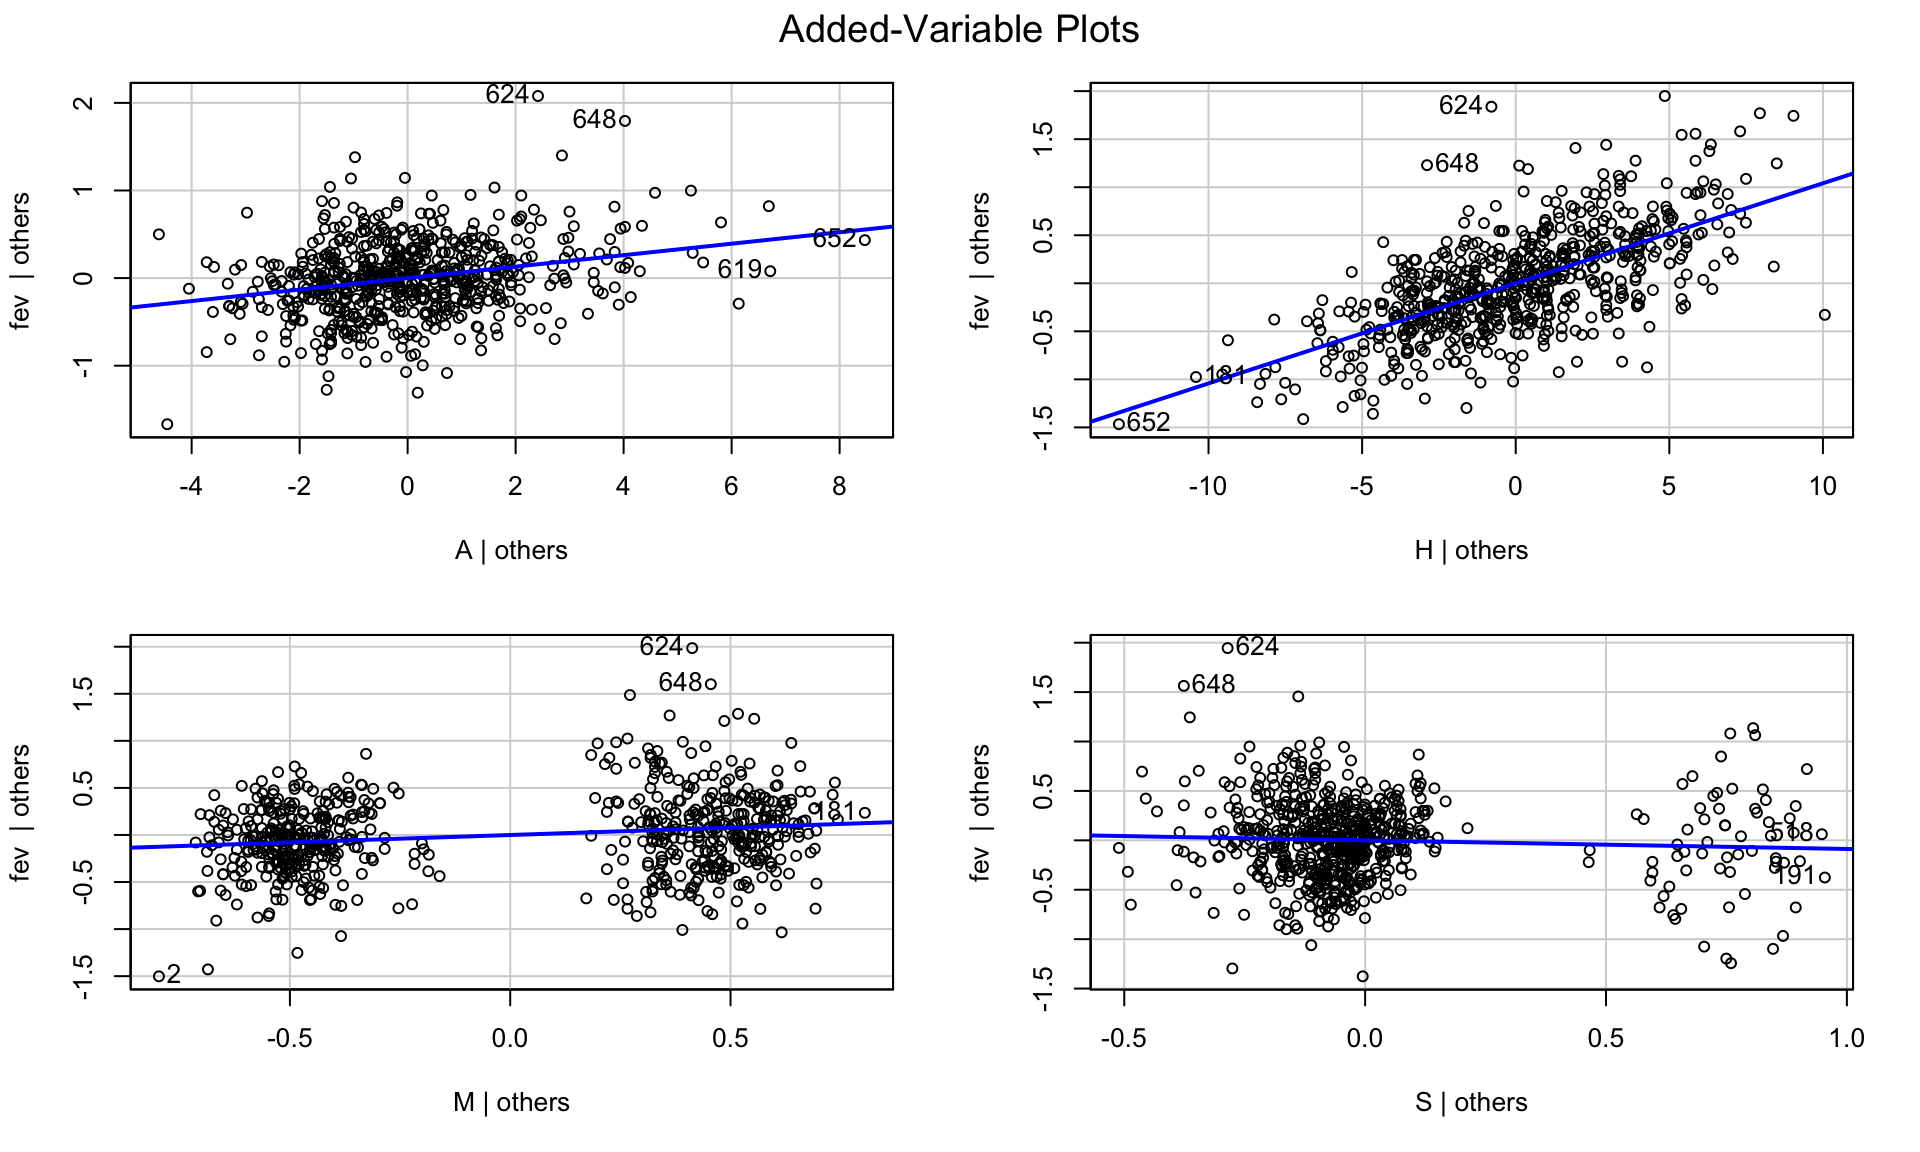 Added-Variable Plots
fev | others
2
1
0
-1
624
648
652
619
-4 -2 0 2 4 6 8
A | others
fev | others
1.5
0.5
-0.5
-1.5
624
648
181
652
-10 -5 0 5 10
H | others
fev | others
1.5
0.5
-0.5
-1.5
624
648
181
2
-0.5 0.0 0.5
M | others
fev | others
1.5
0.5
-0.5
-1.5
624
648
1
191
-0.5 0.0 0.5 1.0
S | others